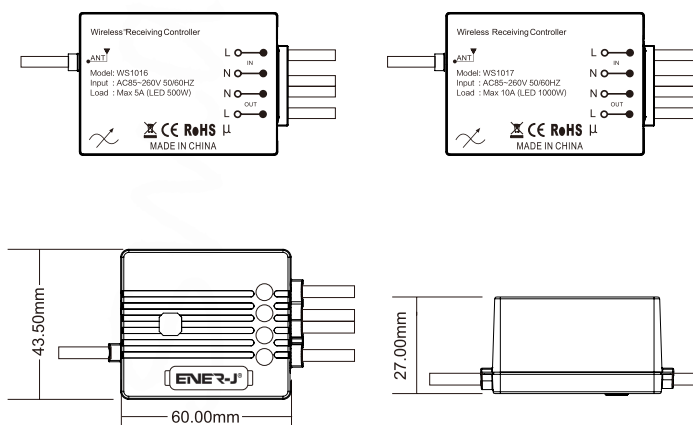 Wireless Receiving Controller
ANT
Model: WS1016
Input : AC85~260V 50/60HZ
Load : Max 5A (LED 500W)
L
IN
N
N
OUT
L
CE RoHS μ
MADE IN CHINA
Wireless Receiving Controller
ANT
Model: WS1017
Input : AC85~260V 50/60HZ
Load : Max 10A (LED 1000W)
L
IN
N
N
OUT
L
CE RoHS μ
MADE IN CHINA
43.50mm
ENER-J®
60.00mm
27.00mm